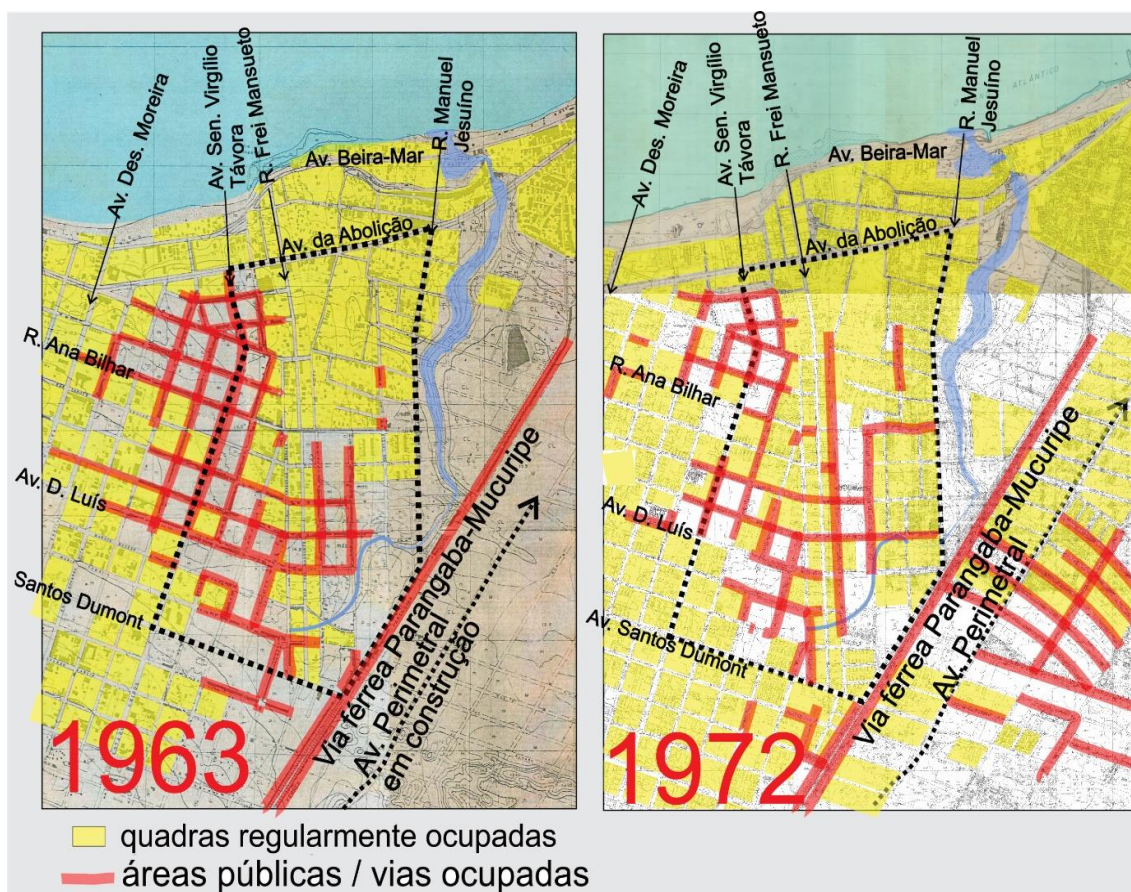 Av. Des. Moreira
Av. Sen. Virgílio
Távora
R. Frei Mansueto
Av. Beira-Mar
R. Manuel
Jesuíno
Av. da Abolição
R. Ana Bilhar
Av. D. Luís
Santos Dumont
Via férrea Parangaba-Mucuripe
Av. Perimetral
em construção
1963
Av. Des. Moreira
Av. Sen. Virgílio
Távora
R. Frei Mansueto
Av. Beira-Mar
R. Manuel
Jesuíno
ATLÂNTICO
Av. da Abolição
R. Ana Bilhar
Av. D. Luís
Av. Santos Dumont
Via férrea Parangaba-Mucuripe
Av. Perimetral
1972
quadras regularmente ocupadas
áreas públicas / vias ocupadas